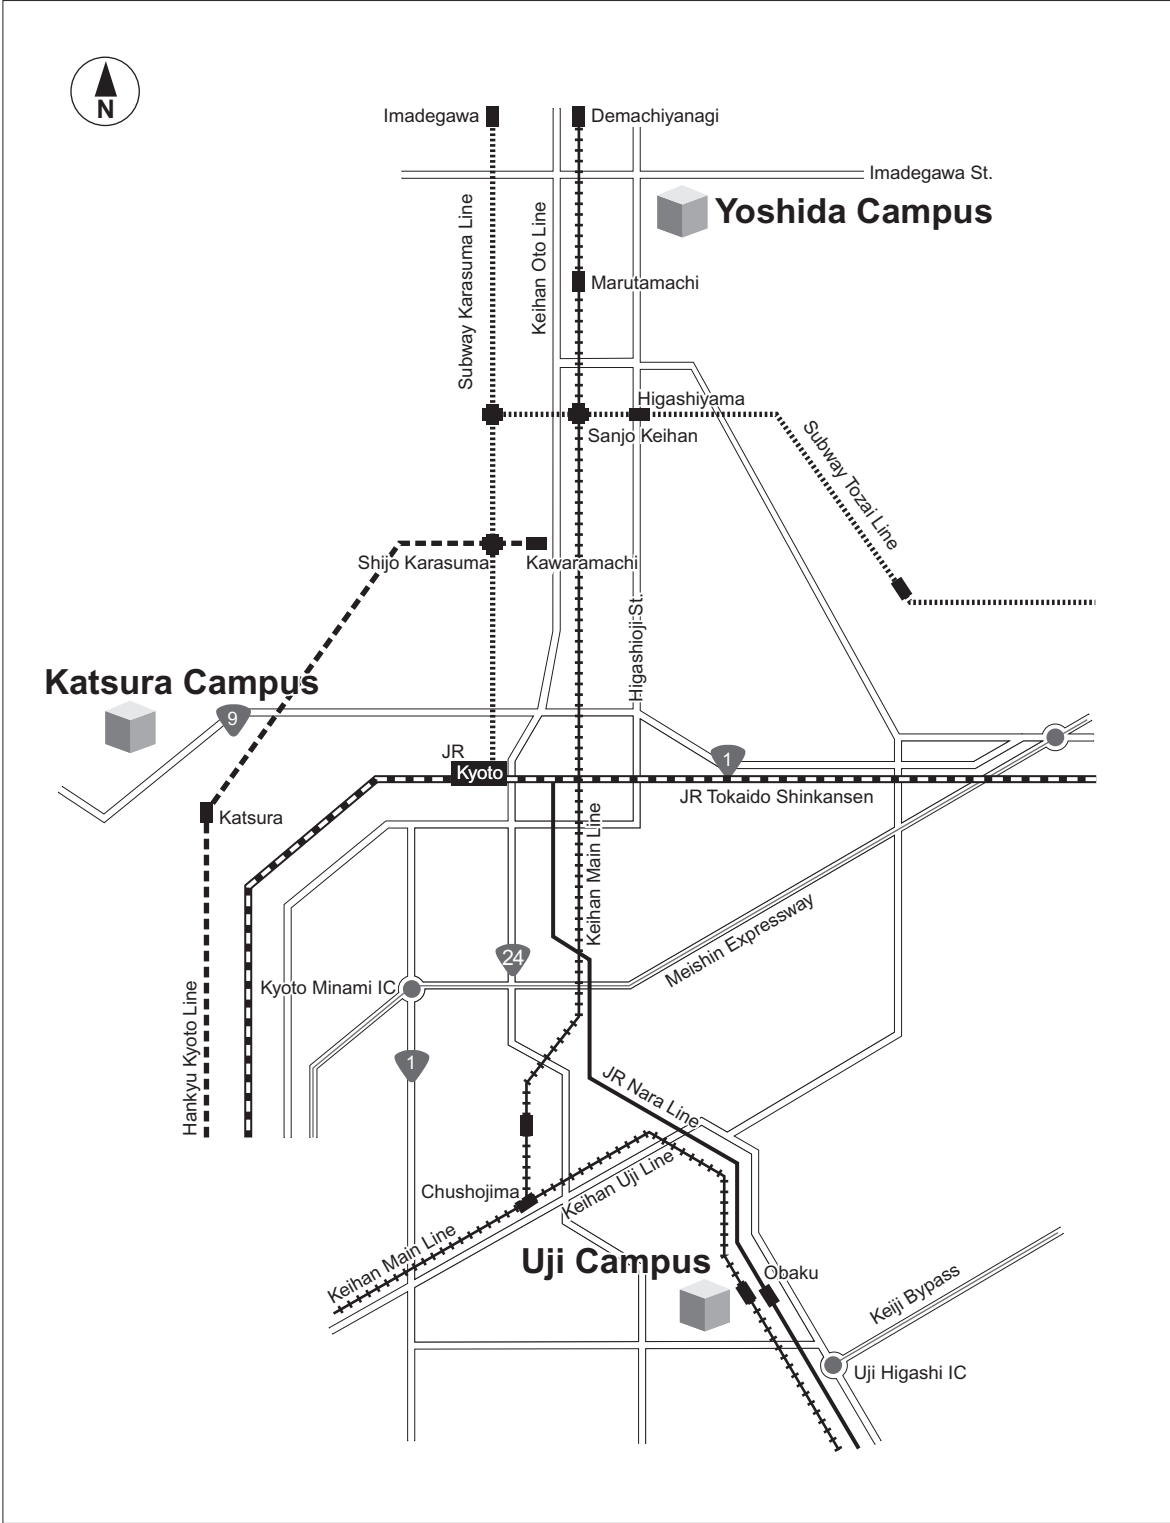 N
Imadegawa
Demachiyanagi
Imadegawa St.
Yoshida Campus
Subway Karasuma Line
Keihan Oto Line
Marutamachi
Higashiyama
Sanjo Keihan
Subway Tozai Line
Shijo Karasuma
Kawaramachi
Higashioji St.
Katsura Campus
9
JR
Kyoto
1
JR Tokaido Shinkansen
Katsura
Keihan Main Line
Meishin Expressway
24
Kyoto Minami IC
Hankyu Kyoto Line
1
JR Nara Line
Chushojima
Keihan Uji Line
Keihan Main Line
Uji Campus
Obaku
Keiji Bypass
Uji Higashi IC